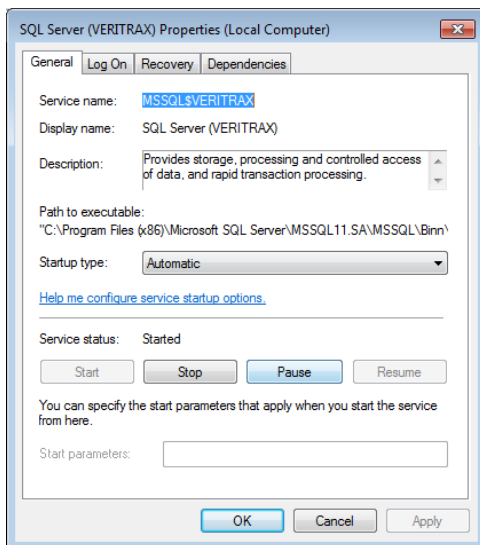 SQL Server (VERITRAX) Properties (Local Computer)
General Log On Recovery Dependencies
Service name: MSSQL$VERITRAX
Display name: SQL Server (VERITRAX)
Description: Provides storage, processing and controlled access
of data, and rapid transaction processing.
Path to executable:
"C:\Program Files (x86)\Microsoft SQL Server\MSSQL11.SA\MSSQL\Binn\
Startup type: Automatic
Help me configure service startup options.
Service status: Started
Start Stop Pause Resume
You can specify the start parameters that apply when you start the service
from here.
Start parameters:
OK Cancel Apply